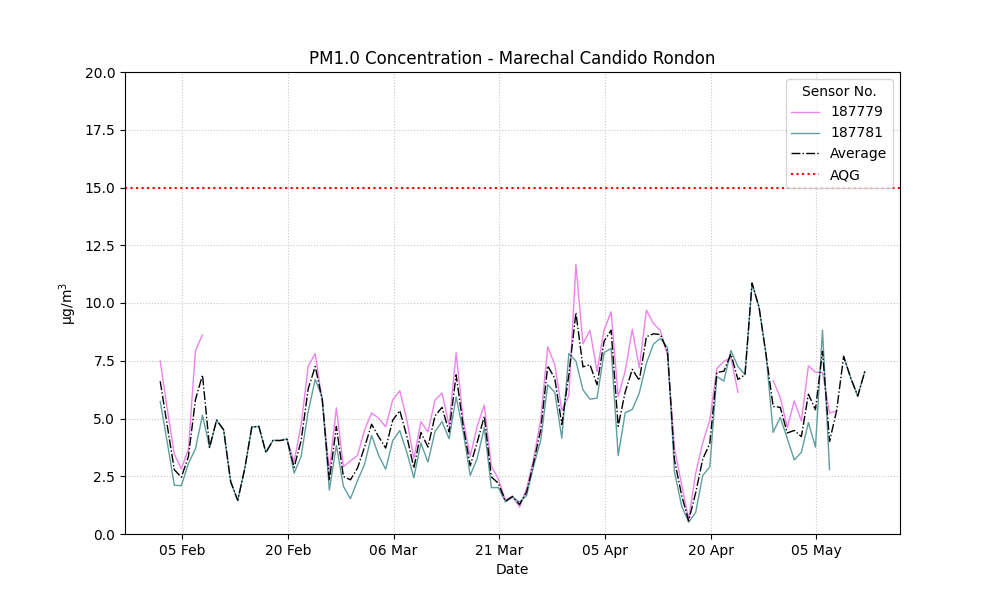 PM1.0 Concentration - Marechal Candido Rondon
20.0
17.5
15.0
12.5
10.0
7.5
5.0
2.5
0.0
µg/m³
Sensor No.
187779
187781
Average
AQG
05 Feb
20 Feb
06 Mar
21 Mar
05 Apr
20 Apr
05 May
Date